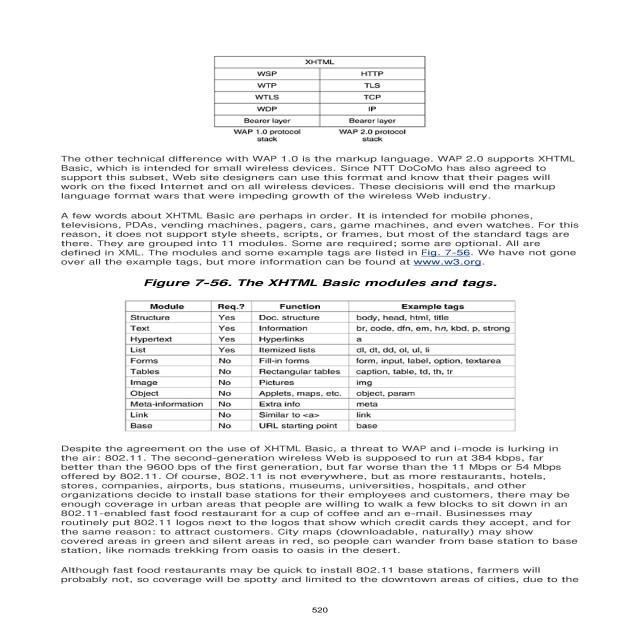 XHTML
WSP HTTP
WTP TLS
WTLS TCP
WDP IP
Bearer layer Bearer layer
WAP 1.0 protocol stack WAP 2.0 protocol stack
The other technical difference with WAP 1.0 is the markup language. WAP 2.0 supports XHTML
Basic, which is intended for small wireless devices. Since NTT DoCoMo has also agreed to
support this subset, Web site designers can use this format and know that their pages will
work on the fixed Internet and on all wireless devices. These decisions will end the markup
language format wars that were impeding growth of the wireless Web industry.
A few words about XHTML Basic are perhaps in order. It is intended for mobile phones,
televisions, PDAs, vending machines, pagers, cars, game machines, and even watches. For this
reason, it does not support style sheets, scripts, or frames, but most of the standard tags are
there. They are grouped into 11 modules. Some are required; some are optional. All are
defined in XML. The modules and some example tags are listed in Fig. 7-56. We have not gone
over all the example tags, but more information can be found at www.w3.org.
Figure 7-56. The XHTML Basic modules and tags.
Module Req.? Function Example tags
Structure Yes Doc. structure body, head, html, title
Text Yes Information br, code, dfn, em, hn, kbd, p, strong
Hypertext Yes Hyperlinks a
List Yes Itemized lists dl, dt, dd, ol, ul, li
Forms No Fill-in forms form, input, label, option, textarea
Tables No Rectangular tables caption, table, td, th, tr
Image No Pictures img
Object No Applets, maps, etc. object, param
Meta-information No Extra info meta
Link No Similar to <a> link
Base No URL starting point base
Despite the agreement on the use of XHTML Basic, a threat to WAP and i-mode is lurking in
the air: 802.11. The second-generation wireless Web is supposed to run at 384 kbps, far
better than the 9600 bps of the first generation, but far worse than the 11 Mbps or 54 Mbps
offered by 802.11. Of course, 802.11 is not everywhere, but as more restaurants, hotels,
stores, companies, airports, bus stations, museums, universities, hospitals, and other
organizations decide to install base stations for their employees and customers, there may be
enough coverage in urban areas that people are willing to walk a few blocks to sit down in an
802.11-enabled fast food restaurant for a cup of coffee and an e-mail. Businesses may
routinely put 802.11 logos next to the logos that show which credit cards they accept, and for
the same reason: to attract customers. City maps (downloadable, naturally) may show
covered areas in green and silent areas in red, so people can wander from base station to base
station, like nomads trekking from oasis to oasis in the desert.
Although fast food restaurants may be quick to install 802.11 base stations, farmers will
probably not, so coverage will be spotty and limited to the downtown areas of cities, due to the
520